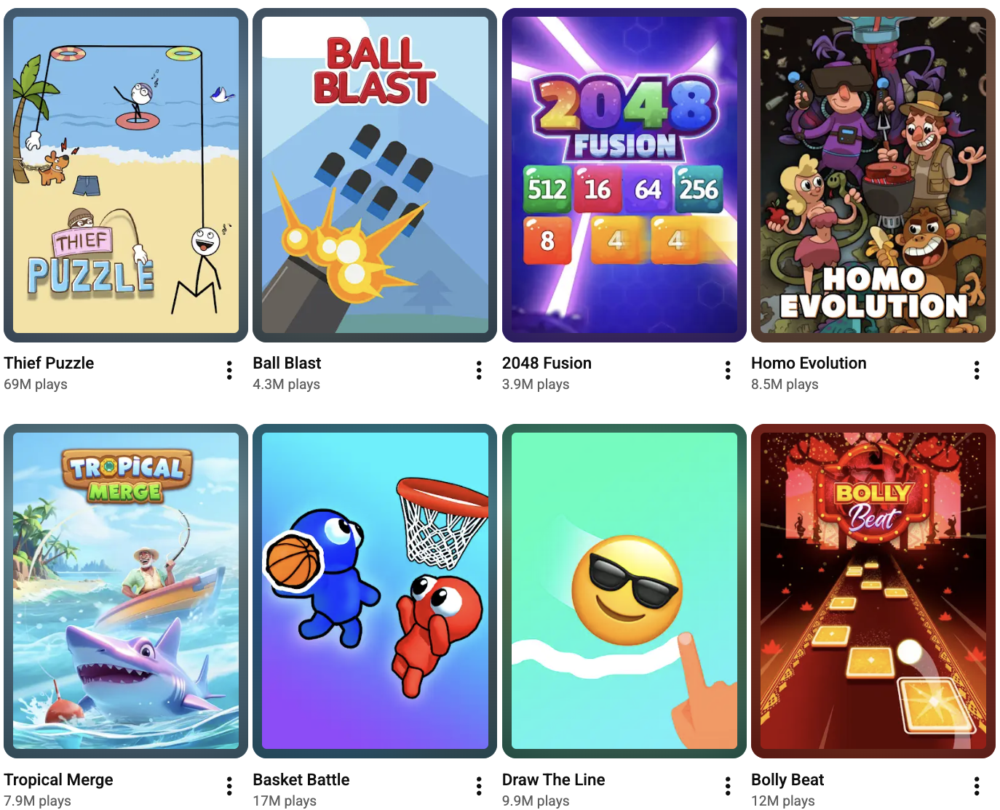 THIEF
PUZZLE
BALL
BLAST
2048
FUSION
512 16 64 256
8 4 4
HOMO
EVOLUTION
Thief Puzzle
69M plays
Ball Blast
4.3M plays
2048 Fusion
3.9M plays
Homo Evolution
8.5M plays
TROPiCAL
MERGE
BOLLY
Beat
Tropical Merge
7.9M plays
Basket Battle
17M plays
Draw The Line
9.9M plays
Bolly Beat
12M plays